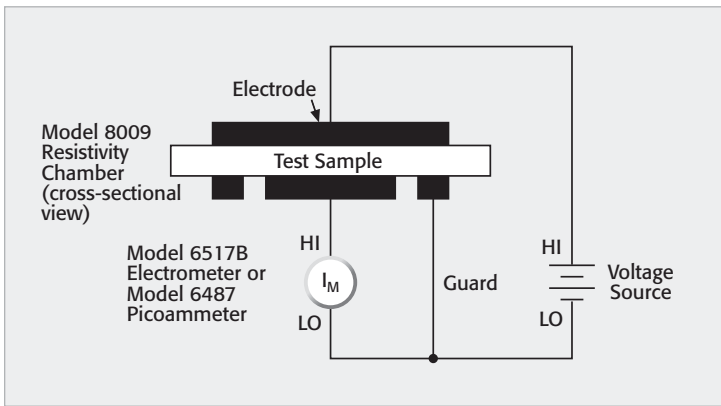 Electrode
Model 8009
Resistivity
Chamber
(cross-sectional
view)
Test Sample
Model 6517B
Electrometer or
Model 6487
Picoammeter
HI
IM
LO
Guard
HI
LO
Voltage
Source